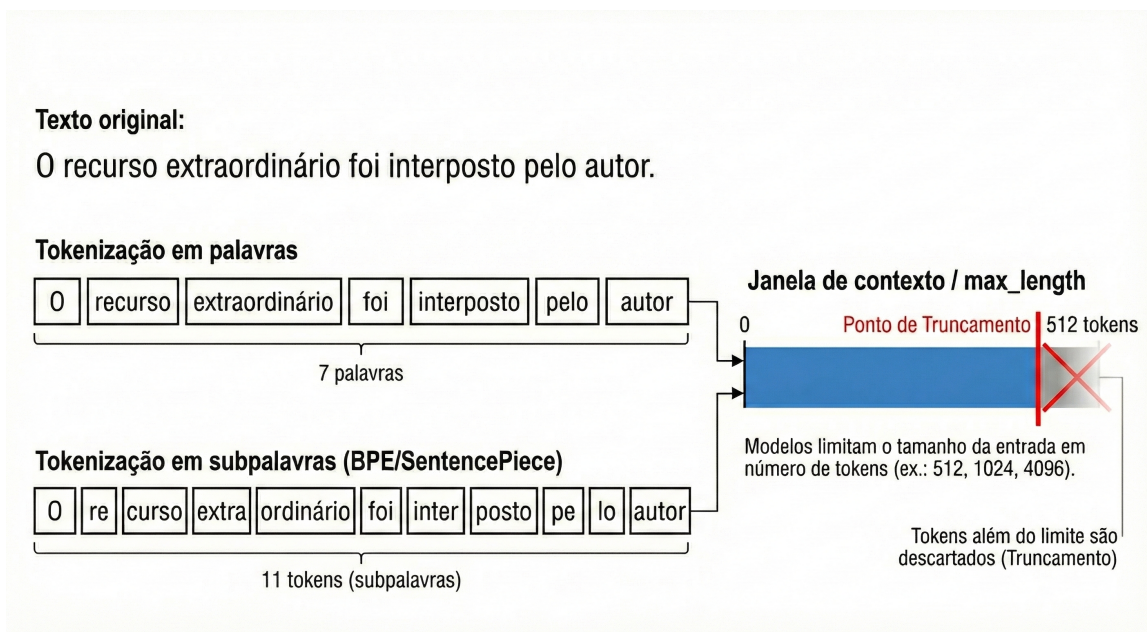 Texto original:
O recurso extraordinário foi interposto pelo autor.
Tokenização em palavras
O recurso extraordinário foi interposto pelo autor
7 palavras
Tokenização em subpalavras (BPE/SentencePiece)
O re curso extra ordinário foi inter posto pe lo autor
11 tokens (subpalavras)
Janela de contexto / max_length
0 Ponto de Truncamento 512 tokens
Modelos limitam o tamanho da entrada em
número de tokens (ex.: 512, 1024, 4096).
Tokens além do limite são
descartados (Truncamento)